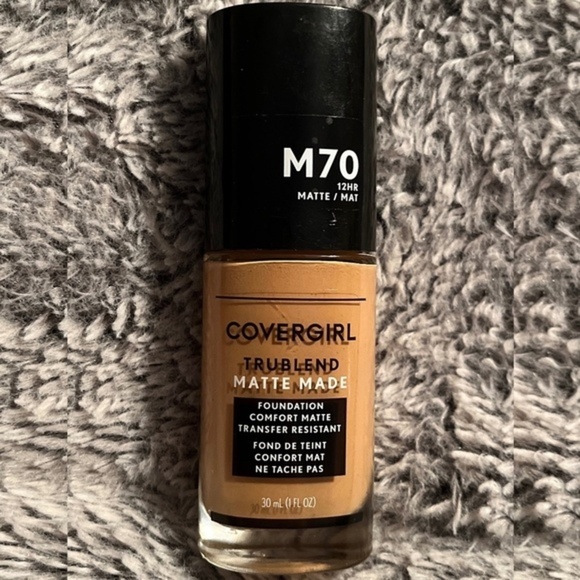 M70
12HR
MATTE / MAT
COVERGIRL
TRUBLEND
MATTE MADE
FOUNDATION
COMFORT MATTE
TRANSFER RESISTANT
FOND DE TEINT
CONFORT MAT
NE TACHE PAS
30 mL (1 FL OZ)